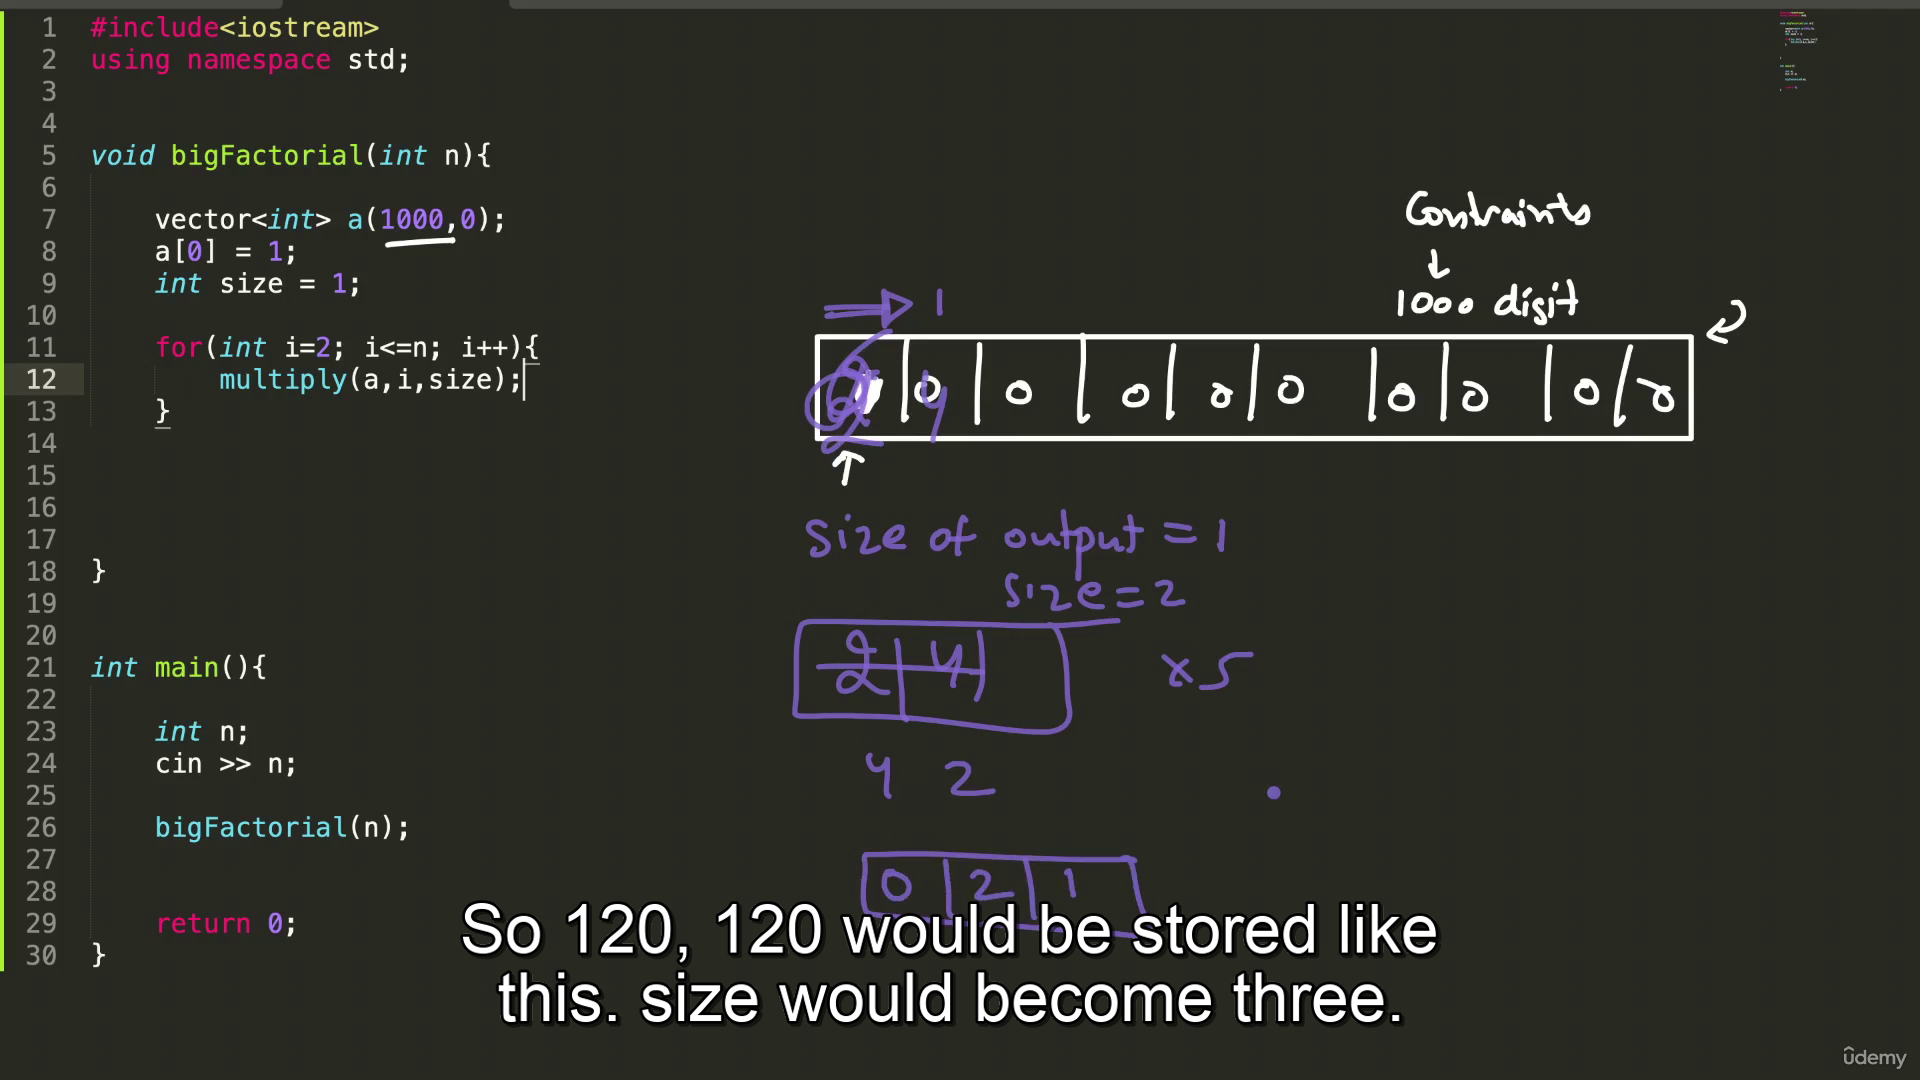 1 #include<iostream>
2 using namespace std;
3
4
5 void bigFactorial(int n){
6
7 vector<int> a(1000,0);
8 a[0] = 1;
9 int size = 1;
10
11 for(int i=2; i<=n; i++){
12 multiply(a,i,size);
13 }
14
15
16
17
18 }
19
20
21 int main(){
22
23 int n;
24 cin >> n;
25
26 bigFactorial(n);
27
28
29 return 0;
30 }
Contraints
↓
1000 digit
1
0 0 0 0 0 0 0 0 0
4
size of output = 1
size = 2
2 4
2
x 5
4 2
0 2 1
So 120, 120 would be stored like
this. size would become three.
ûdemy